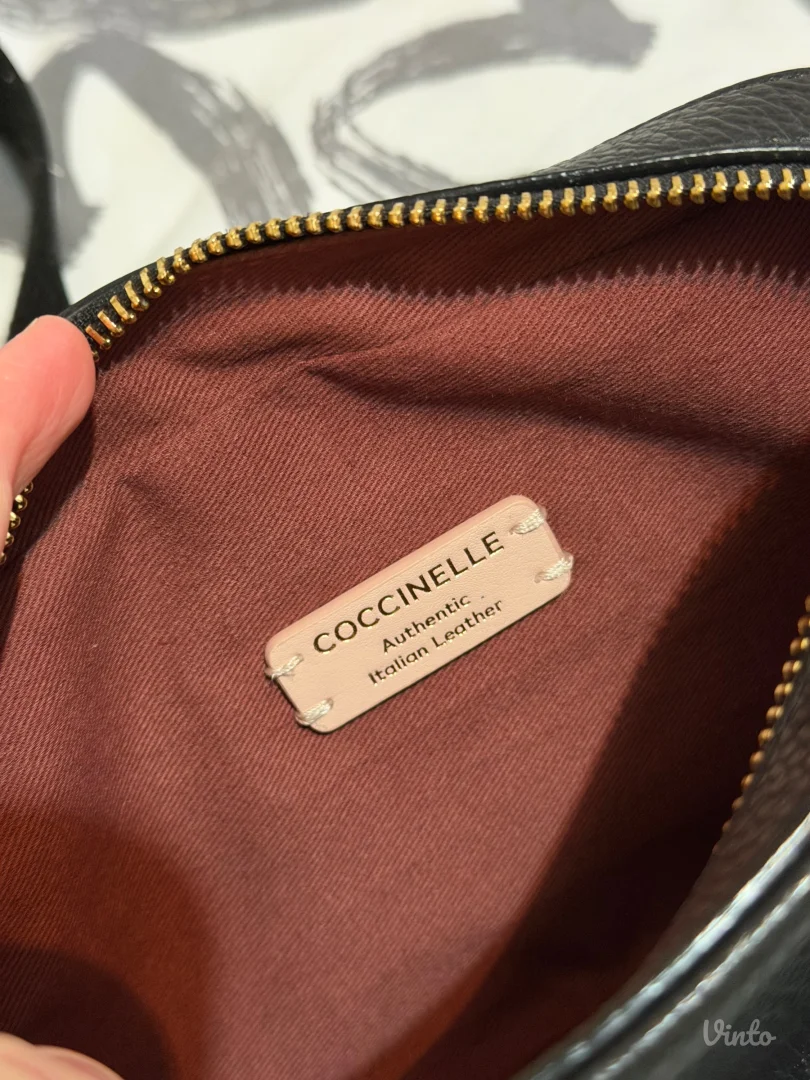 COCCINELLE
Authentic
Italian Leather
Vinto